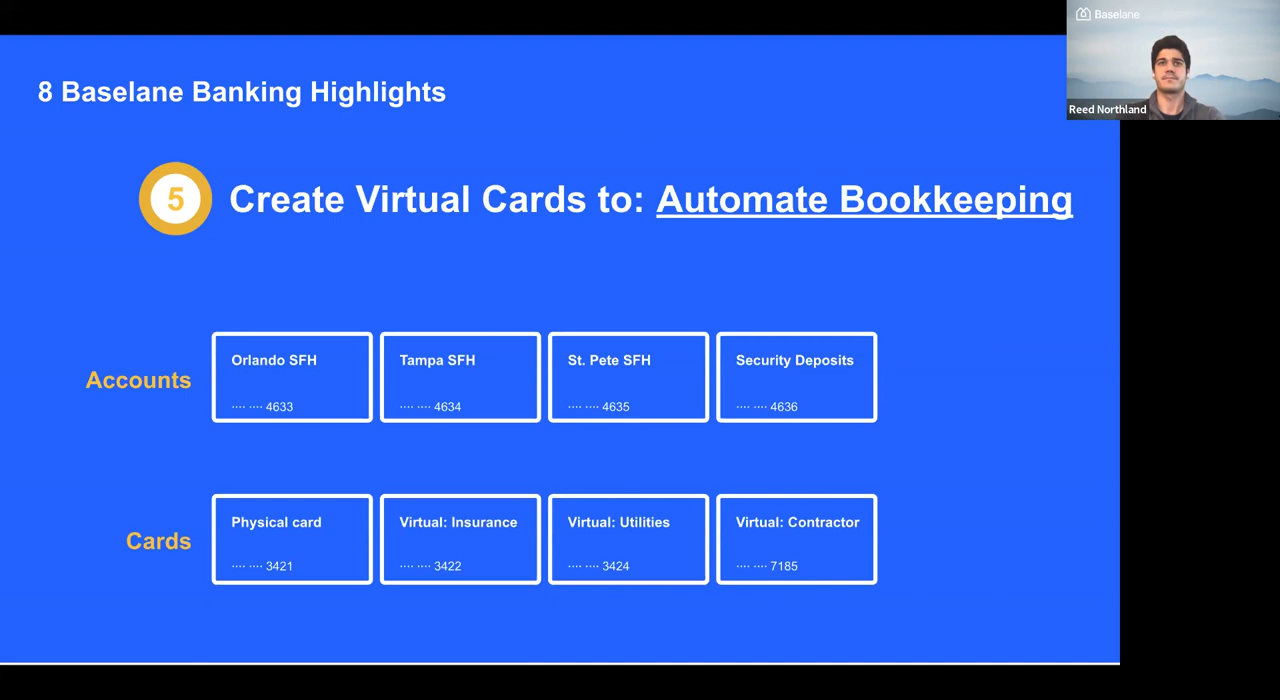 Baselane
Reed Northland
8 Baselane Banking Highlights
5 Create Virtual Cards to: Automate Bookkeeping
Accounts
Orlando SFH
···· ···· 4633
Tampa SFH
···· ···· 4634
St. Pete SFH
···· ···· 4635
Security Deposits
···· ···· 4636
Cards
Physical card
···· ···· 3421
Virtual: Insurance
···· ···· 3422
Virtual: Utilities
···· ···· 3424
Virtual: Contractor
···· ···· 7185